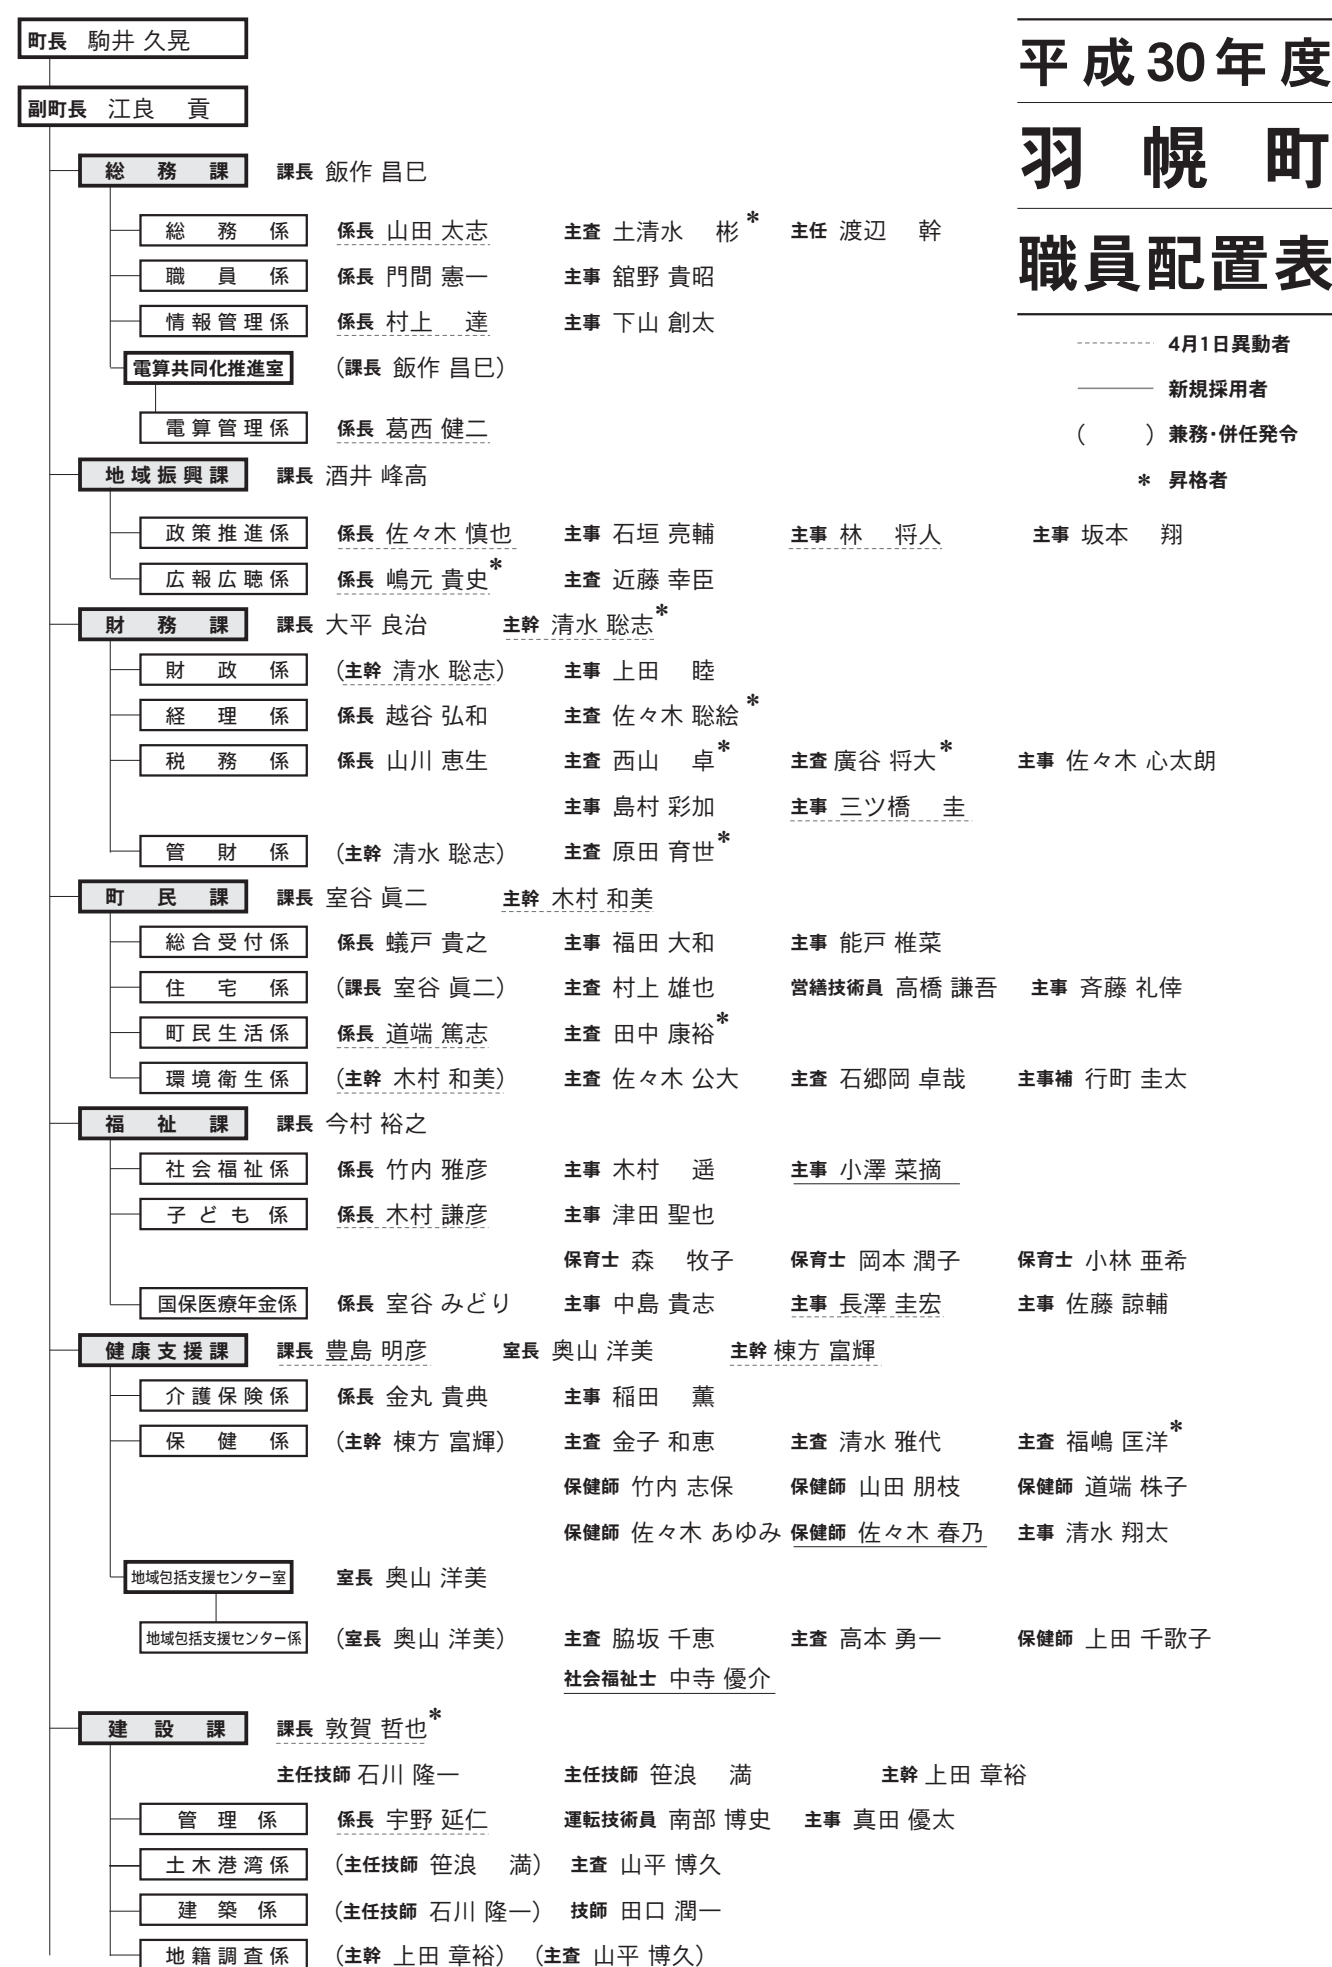 町長 駒井 久晃
副町長 江良 貢
平成30年度
羽幌町
職員配置表
4月1日異動者
新規採用者
( ) 兼務・併任発令
* 昇格者
総務課 課長 飯作 昌巳
総務係 係長 山田 太志 主査 土清水 彬* 主任 渡辺 幹
職員係 係長 門間 憲一 主事 舘野 貴昭
情報管理係 係長 村上 達 主事 下山 創太
電算共同化推進室 (課長 飯作 昌巳)
電算管理係 係長 葛西 健二
地域振興課 課長 酒井 峰高
政策推進係 係長 佐々木 慎也 主事 石垣 亮輔 主事 林 将人 主事 坂本 翔
広報広聴係 係長 嶋元 貴史* 主査 近藤 幸臣
財務課 課長 大平 良治 主幹 清水 聡志*
財政係 (主幹 清水 聡志) 主事 上田 睦
経理係 係長 越谷 弘和 主査 佐々木 聡絵*
税務係 係長 山川 恵生 主査 西山 卓* 主査 廣谷 将大* 主事 佐々木 心太朗
主事 島村 彩加 主事 三ツ橋 圭
管財係 (主幹 清水 聡志) 主査 原田 育世*
町民課 課長 室谷 眞二 主幹 木村 和美
総合受付係 係長 蟻戸 貴之 主事 福田 大和 主事 能戸 椎菜
住宅係 (課長 室谷 眞二) 主査 村上 雄也 営繕技術員 高橋 謙吾 主事 斉藤 礼倖
町民生活係 係長 道端 篤志 主査 田中 康裕*
環境衛生係 (主幹 木村 和美) 主査 佐々木 公大 主査 石郷岡 卓哉 主事補 行町 圭太
福祉課 課長 今村 裕之
社会福祉係 係長 竹内 雅彦 主事 木村 遥 主事 小澤 菜摘
子ども係 係長 木村 謙彦 主事 津田 聖也
保育士 森 牧子 保育士 岡本 潤子 保育士 小林 亜希
国保医療年金係 係長 室谷 みどり 主事 中島 貴志 主事 長澤 圭宏 主事 佐藤 諒輔
健康支援課 課長 豊島 明彦 室長 奥山 洋美 主幹 棟方 富輝
介護保険係 係長 金丸 貴典 主事 稲田 薫
保健係 (主幹 棟方 富輝) 主査 金子 和恵 主査 清水 雅代 主査 福嶋 匡洋*
保健師 竹内 志保 保健師 山田 朋枝 保健師 道端 株子
保健師 佐々木 あゆみ 保健師 佐々木 春乃 主事 清水 翔太
地域包括支援センター室 室長 奥山 洋美
地域包括支援センター係 (室長 奥山 洋美) 主査 脇坂 千恵 主査 高本 勇一 保健師 上田 千歌子
社会福祉士 中寺 優介
建設課 課長 敦賀 哲也*
主任技師 石川 隆一 主任技師 笹浪 満 主幹 上田 章裕
管理係 係長 宇野 延仁 運転技術員 南部 博史 主事 真田 優太
土木港湾係 (主任技師 笹浪 満) 主査 山平 博久
建築係 (主任技師 石川 隆一) 技師 田口 潤一
地籍調査係 (主幹 上田 章裕) (主査 山平 博久)